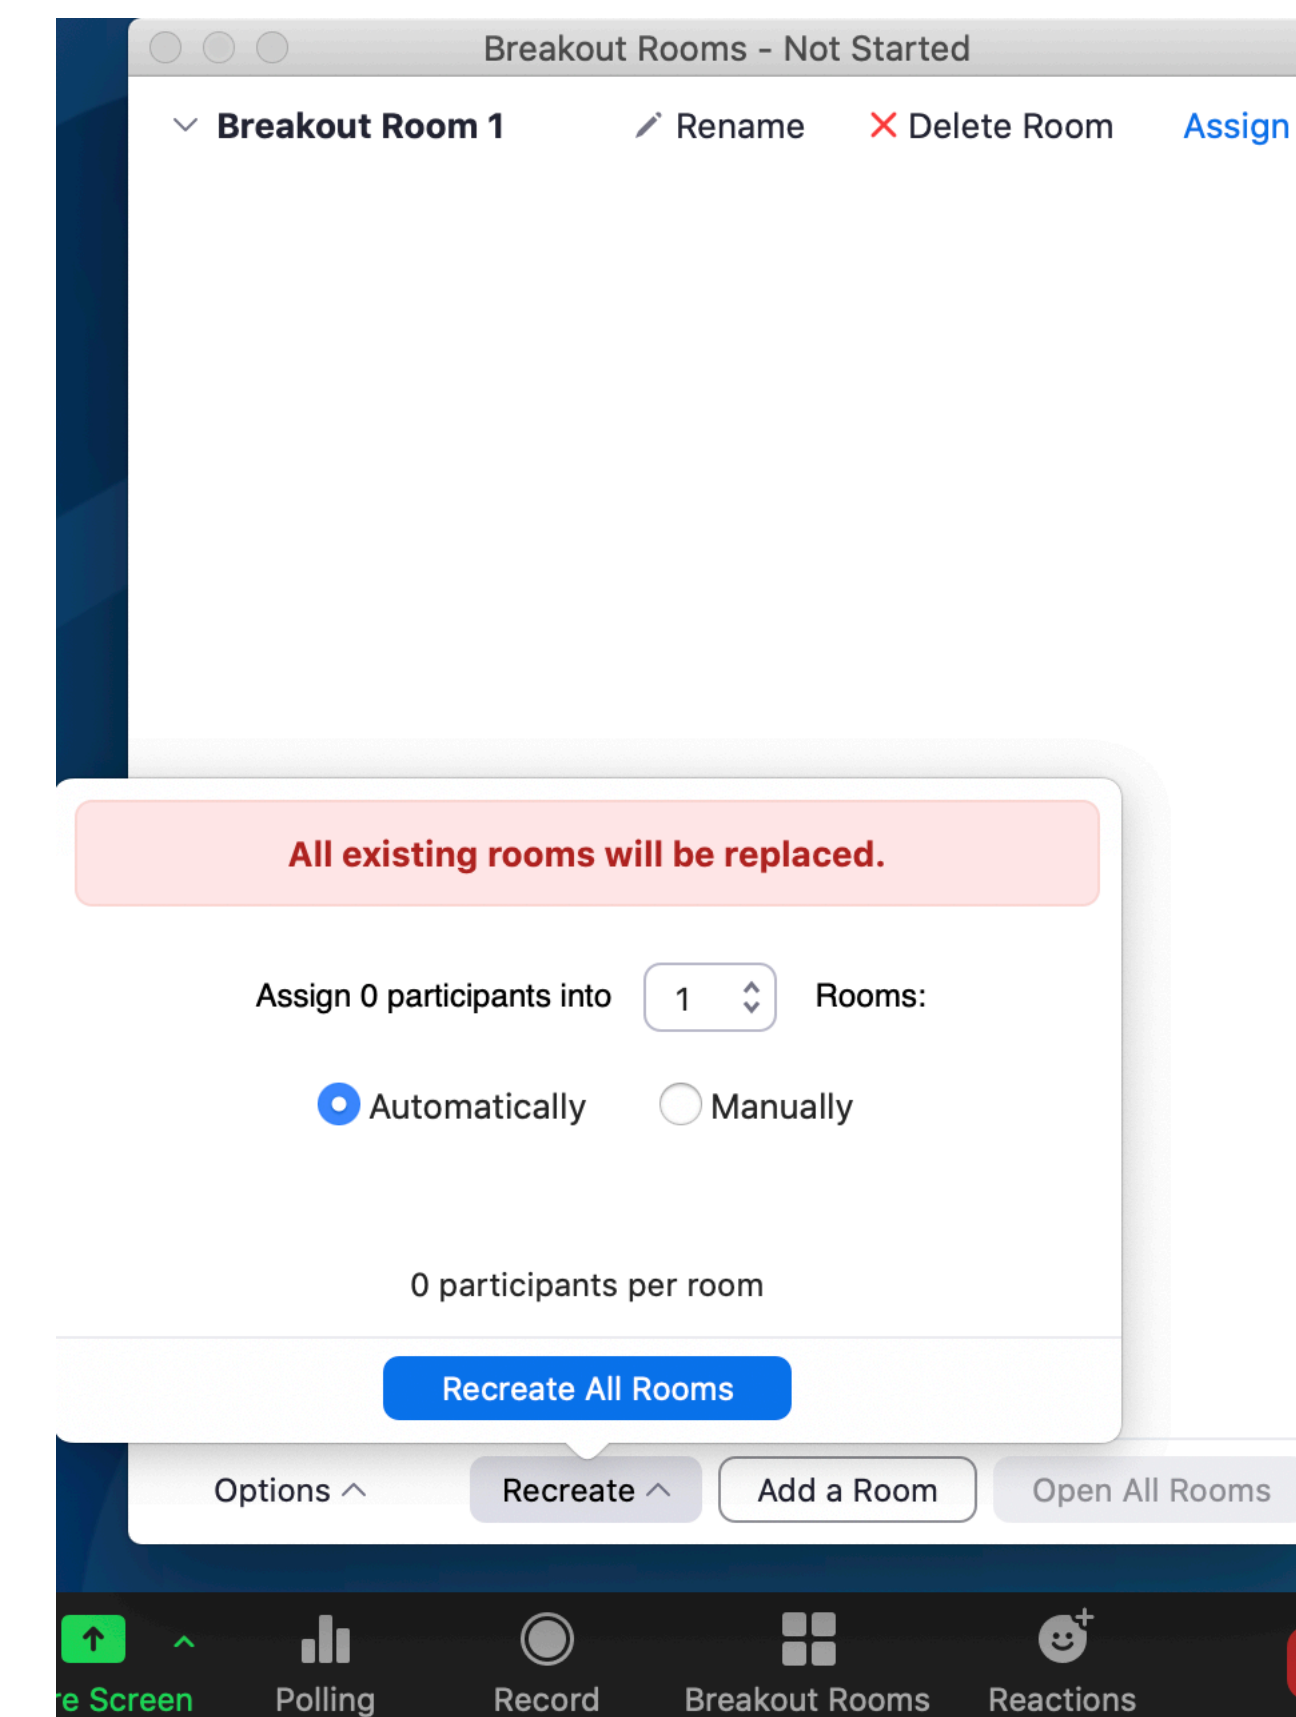 Breakout Rooms - Not Started
Breakout Room 1 Rename Delete Room Assign
All existing rooms will be replaced.
Assign 0 participants into 1 Rooms:
Automatically Manually
0 participants per room
Recreate All Rooms
Options Recreate Add a Room Open All Rooms
re Screen Polling Record Breakout Rooms Reactions